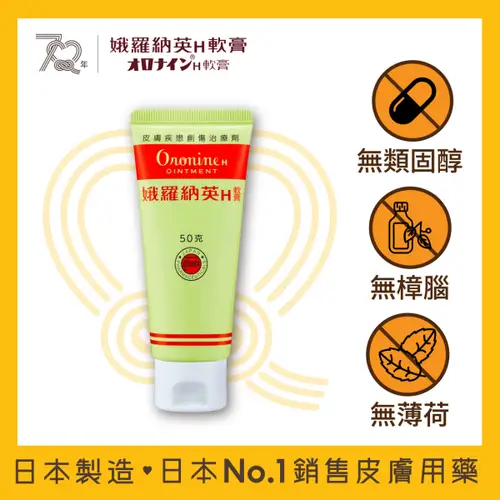 70年
娥羅納英H軟膏
オロナイン®H軟膏
皮膚疾患創傷治療劑
Oronine H
OINTMENT
娥羅納英H軟膏
50克
JAPAN
無類固醇
無樟腦
無薄荷
日本製造♥日本No.1銷售皮膚用藥